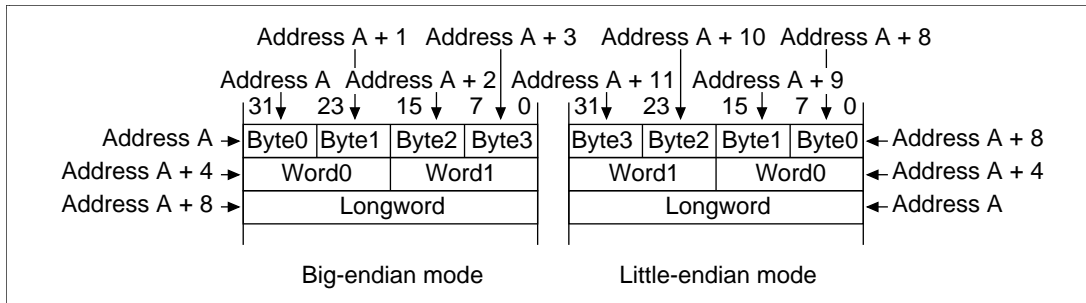 Address A + 1 Address A + 3 Address A + 10 Address A + 8
Address A Address A + 2 Address A + 11 Address A + 9
31 23 15 7 0 31 23 15 7 0
Address A Byte0 Byte1 Byte2 Byte3 Byte3 Byte2 Byte1 Byte0 Address A + 8
Address A + 4 Word0 Word1 Word1 Word0 Address A + 4
Address A + 8 Longword Longword Address A
Big-endian mode Little-endian mode